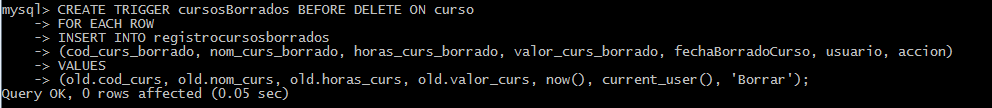 mysql> CREATE TRIGGER cursosBorrados BEFORE DELETE ON curso
    -> FOR EACH ROW
    -> INSERT INTO registrocursosborrados
    -> (cod_curs_borrado, nom_curs_borrado, horas_curs_borrado, valor_curs_borrado, fechaBorradoCurso, usuario, accion)
    -> VALUES
    -> (old.cod_curs, old.nom_curs, old.horas_curs, old.valor_curs, now(), current_user(), 'Borrar');
Query OK, 0 rows affected (0.05 sec)